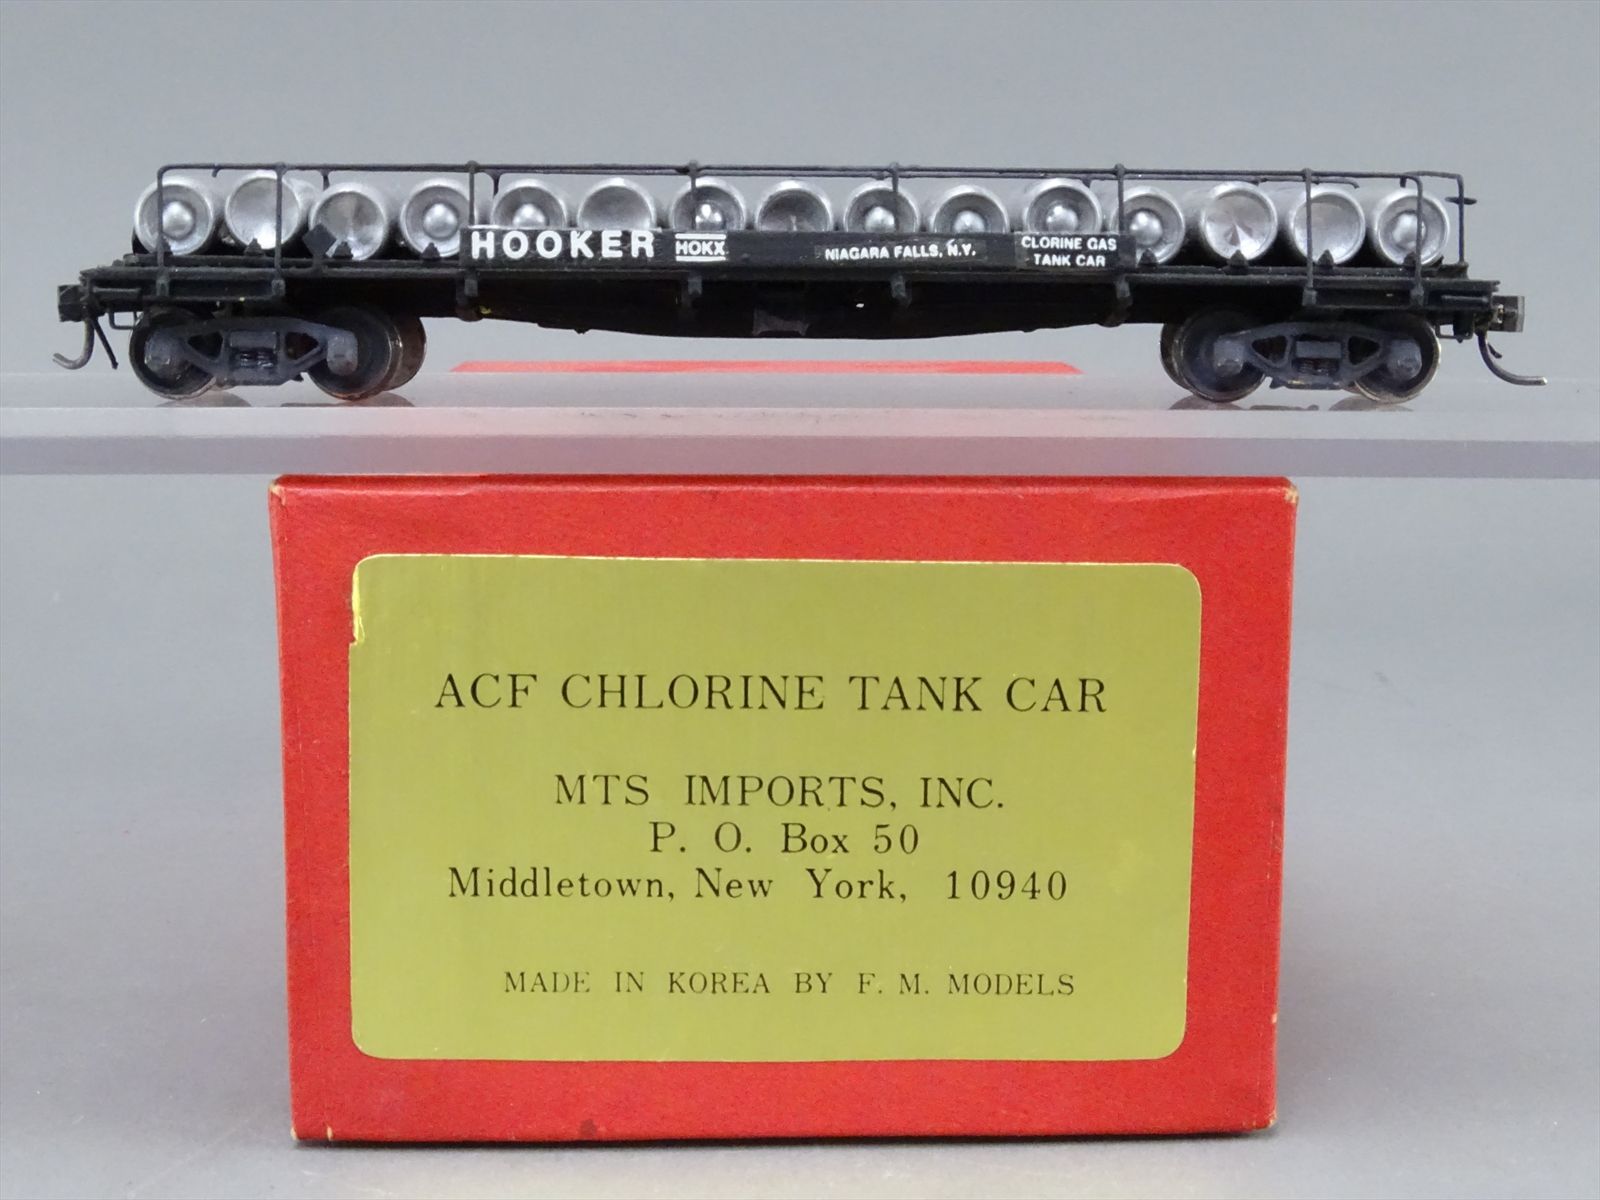 HOOKER
HOKX
NIAGARA FALLS, N.Y.
CLORINE GAS
TANK CAR
ACF CHLORINE TANK CAR
MTS IMPORTS, INC.
P. O. Box 50
Middletown, New York, 10940
MADE IN KOREA BY F. M. MODELS